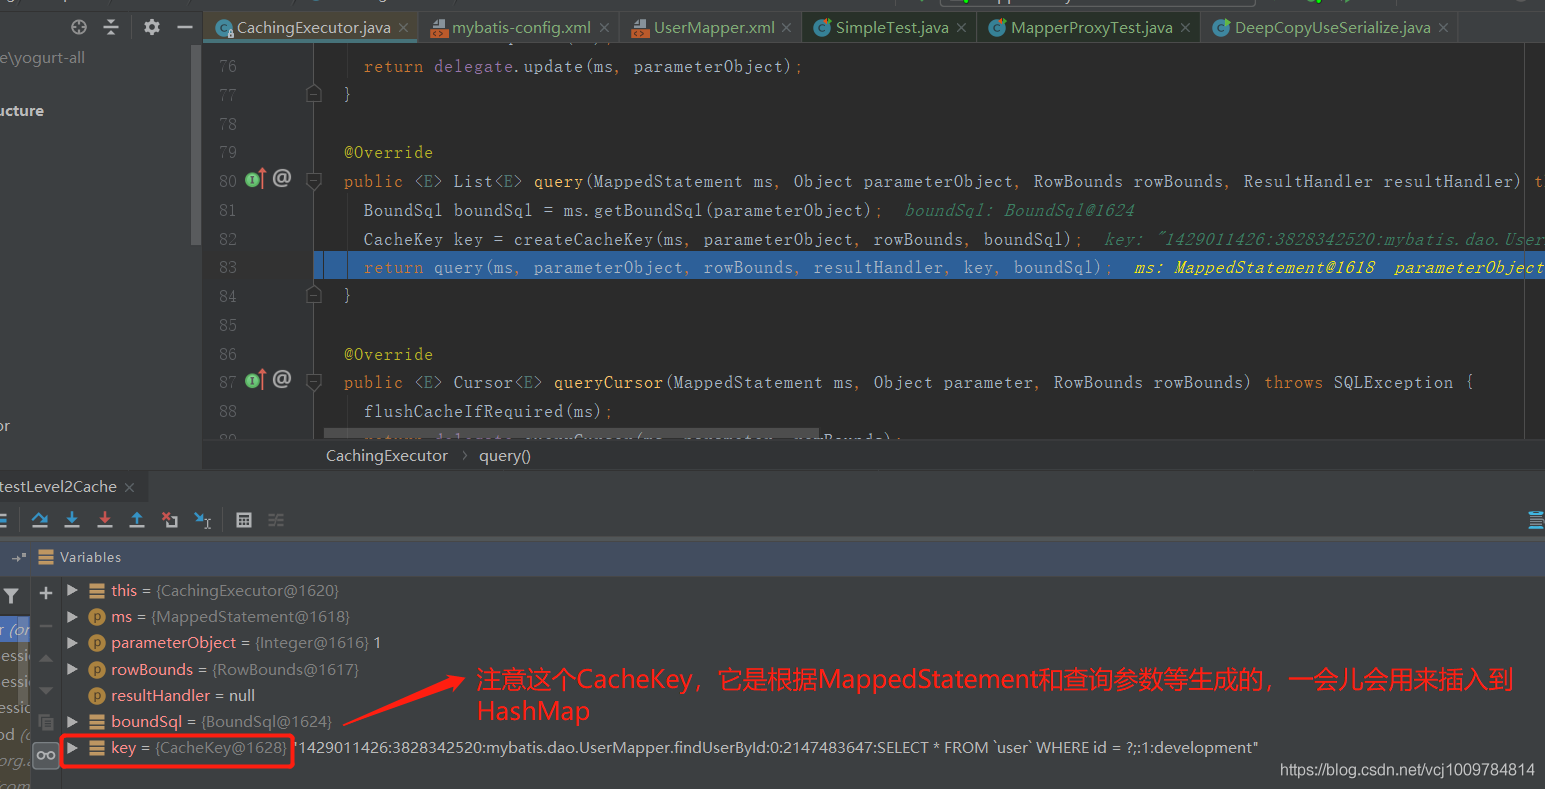 CachingExecutor.java mybatis-config.xml UserMapper.xml SimpleTest.java MapperProxyTest.java DeepCopyUseSerialize.java
e\yogurt-all
ucture
or
76 return delegate.update(ms, parameterObject);
77 }
78
79 @Override
80 @ public <E> List<E> query(MappedStatement ms, Object parameterObject, RowBounds rowBounds, ResultHandler resultHandler) t
81 BoundSql boundSql = ms.getBoundSql(parameterObject); boundSql: BoundSql@1624
82 CacheKey key = createCacheKey(ms, parameterObject, rowBounds, boundSql); key: "1429011426:3828342520:mybatis.dao.User
83 return query(ms, parameterObject, rowBounds, resultHandler, key, boundSql); ms: MappedStatement@1618 parameterObject
84 }
85
86 @Override
87 @ public <E> Cursor<E> queryCursor(MappedStatement ms, Object parameter, RowBounds rowBounds) throws SQLException {
88 flushCacheIfRequired(ms);
CachingExecutor › query()
testLevel2Cache
Variables
this = {CachingExecutor@1620}
ms = {MappedStatement@1618}
parameterObject = {Integer@1616} 1
rowBounds = {RowBounds@1617}
resultHandler = null
boundSql = {BoundSql@1624}
key = {CacheKey@1628} "1429011426:3828342520:mybatis.dao.UserMapper.findUserById:0:2147483647:SELECT * FROM `user` WHERE id = ?;:1:development"
注意这个CacheKey，它是根据MappedStatement和查询参数等生成的，一会儿会用来插入到
HashMap
r (or
essi
essi
essic
od (
org.
(com
https://blog.csdn.net/vcj1009784814